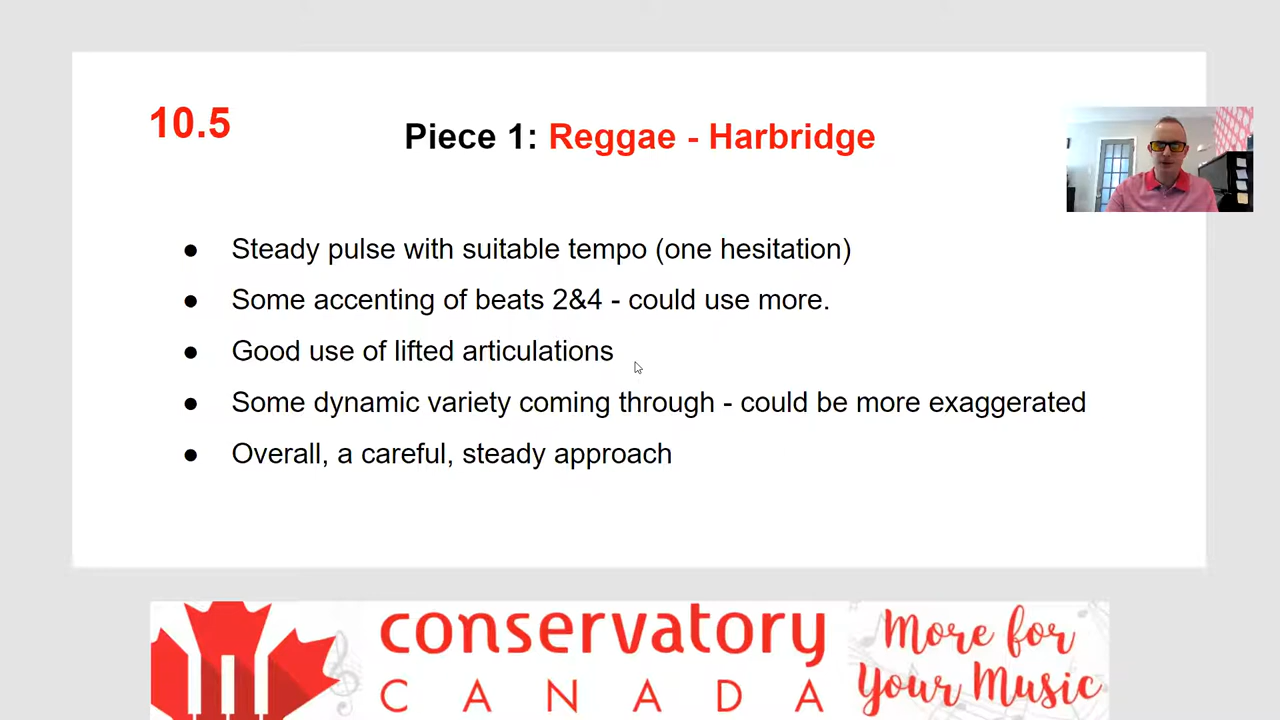 10.5
Piece 1: Reggae - Harbridge
● Steady pulse with suitable tempo (one hesitation)
● Some accenting of beats 2&4 - could use more.
● Good use of lifted articulations
● Some dynamic variety coming through - could be more exaggerated
● Overall, a careful, steady approach
conservatory
CANADA
More for
Your Music